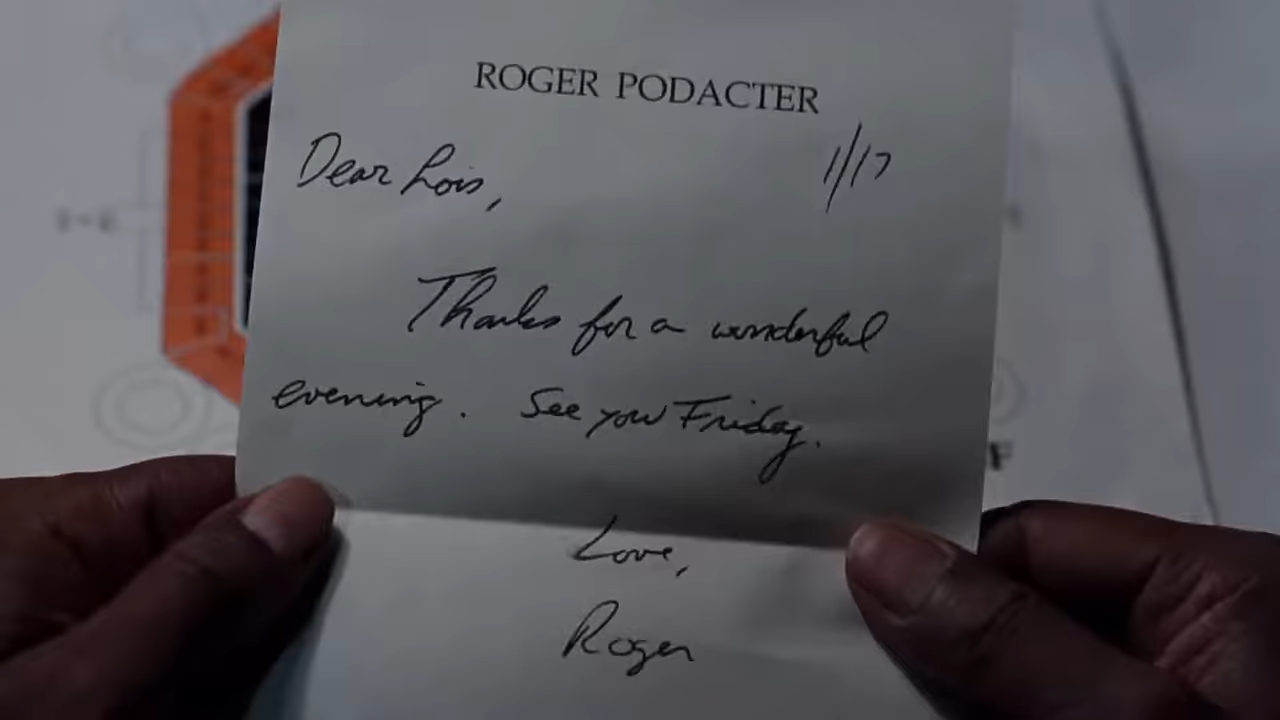 ROGER PODACTER
1/17
Dear Lois,
Thanks for a wonderful
evening. See you Friday.
Love,
Roger
F